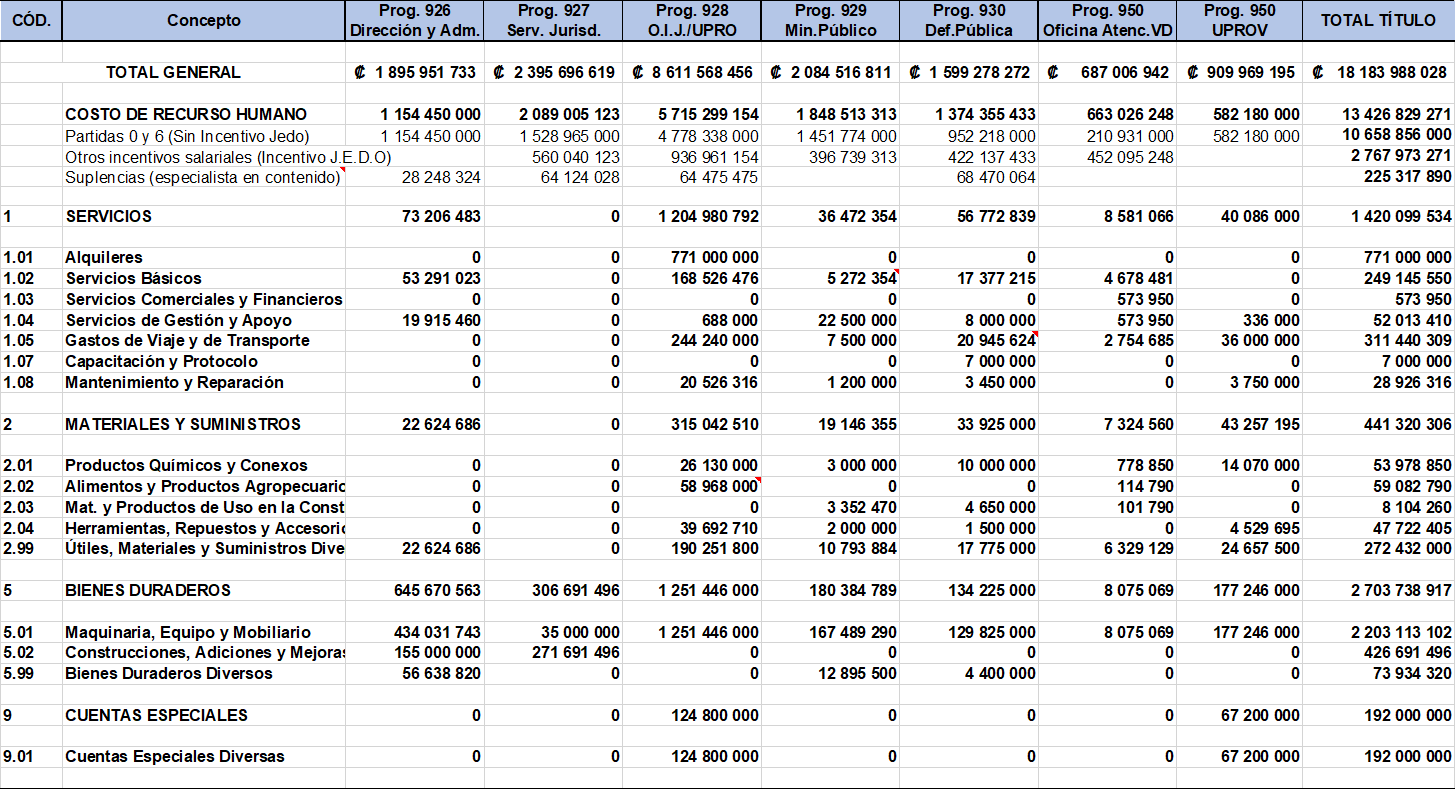 CÓD. Concepto Prog. 926 Dirección y Adm. Prog. 927 Serv. Jurisd. Prog. 928 O.I.J./UPRO Prog. 929 Min.Público Prog. 930 Def.Pública Prog. 950 Oficina Atenc.VD Prog. 950 UPROV TOTAL TÍTULO
TOTAL GENERAL ₡ 1 895 951 733 ₡ 2 395 696 619 ₡ 8 611 568 456 ₡ 2 084 516 811 ₡ 1 599 278 272 ₡ 687 006 942 ₡ 909 969 195 ₡ 18 183 988 028
COSTO DE RECURSO HUMANO 1 154 450 000 2 089 005 123 5 715 299 154 1 848 513 313 1 374 355 433 663 026 248 582 180 000 13 426 829 271
Partidas 0 y 6 (Sin Incentivo Jedo) 1 154 450 000 1 528 965 000 4 778 338 000 1 451 774 000 952 218 000 210 931 000 582 180 000 10 658 856 000
Otros incentivos salariales (Incentivo J.E.D.O) 560 040 123 936 961 154 396 739 313 422 137 433 452 095 248 2 767 973 271
Suplencias (especialista en contenido) 28 248 324 64 124 028 64 475 475 68 470 064 225 317 890
1 SERVICIOS 73 206 483 0 1 204 980 792 36 472 354 56 772 839 8 581 066 40 086 000 1 420 099 534
1.01 Alquileres 0 0 771 000 000 0 0 0 0 771 000 000
1.02 Servicios Básicos 53 291 023 0 168 526 476 5 272 354 17 377 215 4 678 481 0 249 145 550
1.03 Servicios Comerciales y Financieros 0 0 0 0 0 573 950 0 573 950
1.04 Servicios de Gestión y Apoyo 19 915 460 0 688 000 22 500 000 8 000 000 573 950 336 000 52 013 410
1.05 Gastos de Viaje y de Transporte 0 0 244 240 000 7 500 000 20 945 624 2 754 685 36 000 000 311 440 309
1.07 Capacitación y Protocolo 0 0 0 0 7 000 000 0 0 7 000 000
1.08 Mantenimiento y Reparación 0 0 20 526 316 1 200 000 3 450 000 0 3 750 000 28 926 316
2 MATERIALES Y SUMINISTROS 22 624 686 0 315 042 510 19 146 355 33 925 000 7 324 560 43 257 195 441 320 306
2.01 Productos Químicos y Conexos 0 0 26 130 000 3 000 000 10 000 000 778 850 14 070 000 53 978 850
2.02 Alimentos y Productos Agropecuario 0 0 58 968 000 0 0 114 790 0 59 082 790
2.03 Mat. y Productos de Uso en la Const 0 0 0 3 352 470 4 650 000 101 790 0 8 104 260
2.04 Herramientas, Repuestos y Accesorio 0 0 39 692 710 2 000 000 1 500 000 0 4 529 695 47 722 405
2.99 Útiles, Materiales y Suministros Dive 22 624 686 0 190 251 800 10 793 884 17 775 000 6 329 129 24 657 500 272 432 000
5 BIENES DURADEROS 645 670 563 306 691 496 1 251 446 000 180 384 789 134 225 000 8 075 069 177 246 000 2 703 738 917
5.01 Maquinaria, Equipo y Mobiliario 434 031 743 35 000 000 1 251 446 000 167 489 290 129 825 000 8 075 069 177 246 000 2 203 113 102
5.02 Construcciones, Adiciones y Mejoras 155 000 000 271 691 496 0 0 0 0 0 426 691 496
5.99 Bienes Duraderos Diversos 56 638 820 0 0 12 895 500 4 400 000 0 0 73 934 320
9 CUENTAS ESPECIALES 0 0 124 800 000 0 0 0 67 200 000 192 000 000
9.01 Cuentas Especiales Diversas 0 0 124 800 000 0 0 0 67 200 000 192 000 000